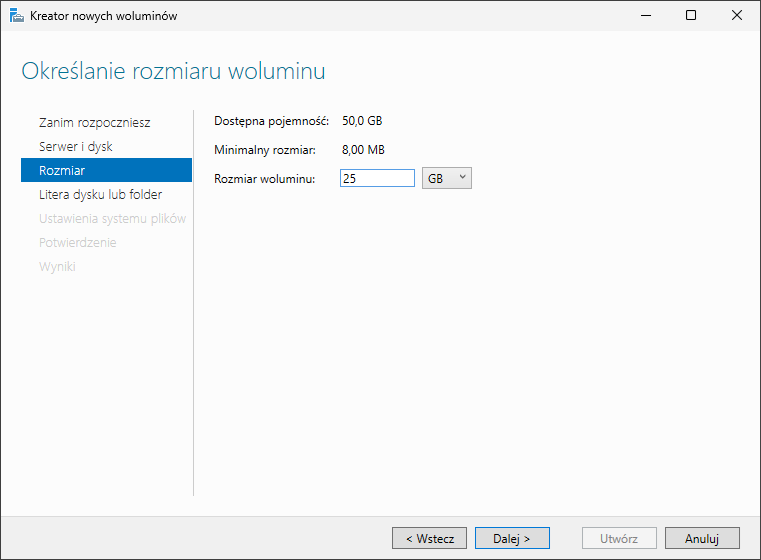 Kreator nowych woluminów
Określanie rozmiaru woluminu
Zanim rozpoczniesz
Serwer i dysk
Rozmiar
Litera dysku lub folder
Ustawienia systemu plików
Potwierdzenie
Wyniki
Dostępna pojemność: 50,0 GB
Minimalny rozmiar: 8,00 MB
Rozmiar woluminu: 25 GB
< Wstecz Dalej > Utwórz Anuluj